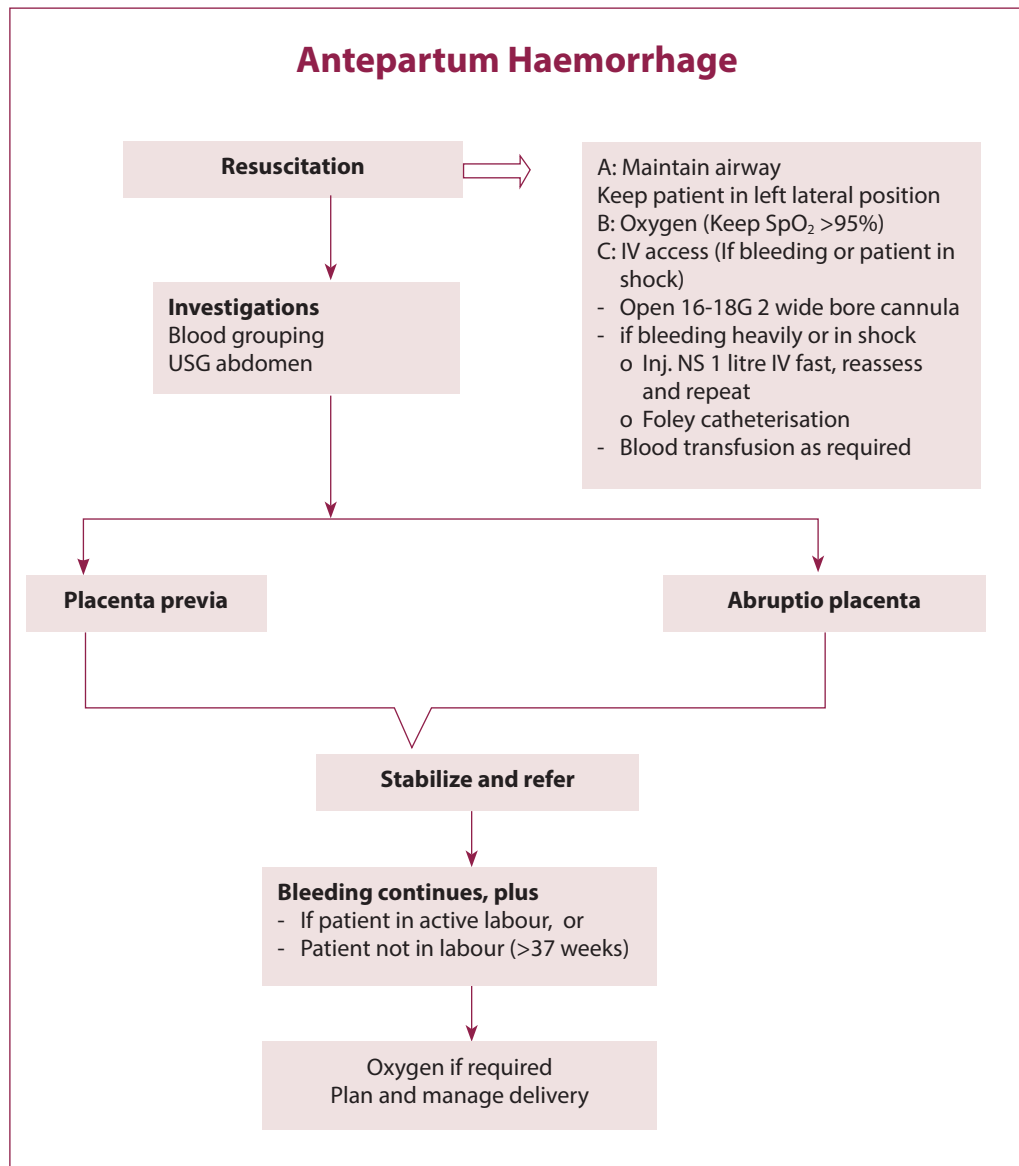 Antepartum Haemorrhage
Resuscitation
A: Maintain airway
Keep patient in left lateral position
B: Oxygen (Keep SpO₂ >95%)
C: IV access (If bleeding or patient in
shock)
- Open 16-18G 2 wide bore cannula
- if bleeding heavily or in shock
o Inj. NS 1 litre IV fast, reassess
and repeat
o Foley catheterisation
- Blood transfusion as required
Investigations
Blood grouping
USG abdomen
Placenta previa
Abruptio placenta
Stabilize and refer
Bleeding continues, plus
- If patient in active labour, or
- Patient not in labour (>37 weeks)
Oxygen if required
Plan and manage delivery